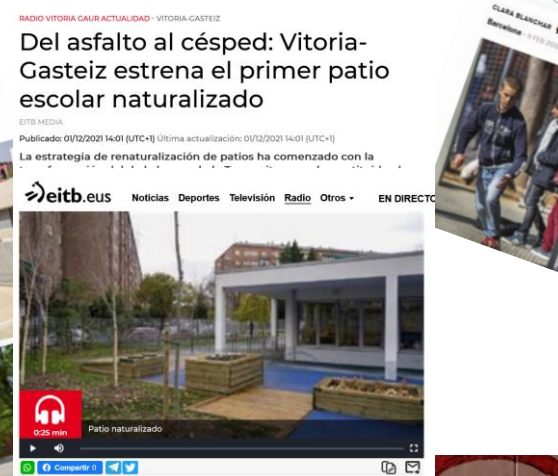 RADIO VITORIA GAUR ACTUALIDAD · VITORIA-GASTEIZ
Del asfalto al césped: Vitoria-
Gasteiz estrena el primer patio
escolar naturalizado
EITB MEDIA
Publicado: 01/12/2021 14:01 (UTC+1) Última actualización: 01/12/2021 14:01 (UTC+1)
La estrategia de renaturalización de patios ha comenzado con la
eitb.eus Noticias Deportes Televisión Radio Otros EN DIRECTO
0:25 min
Patio naturalizado
Compartir 0
CLARA BLANCHAR
Barcelona - 9 FEB